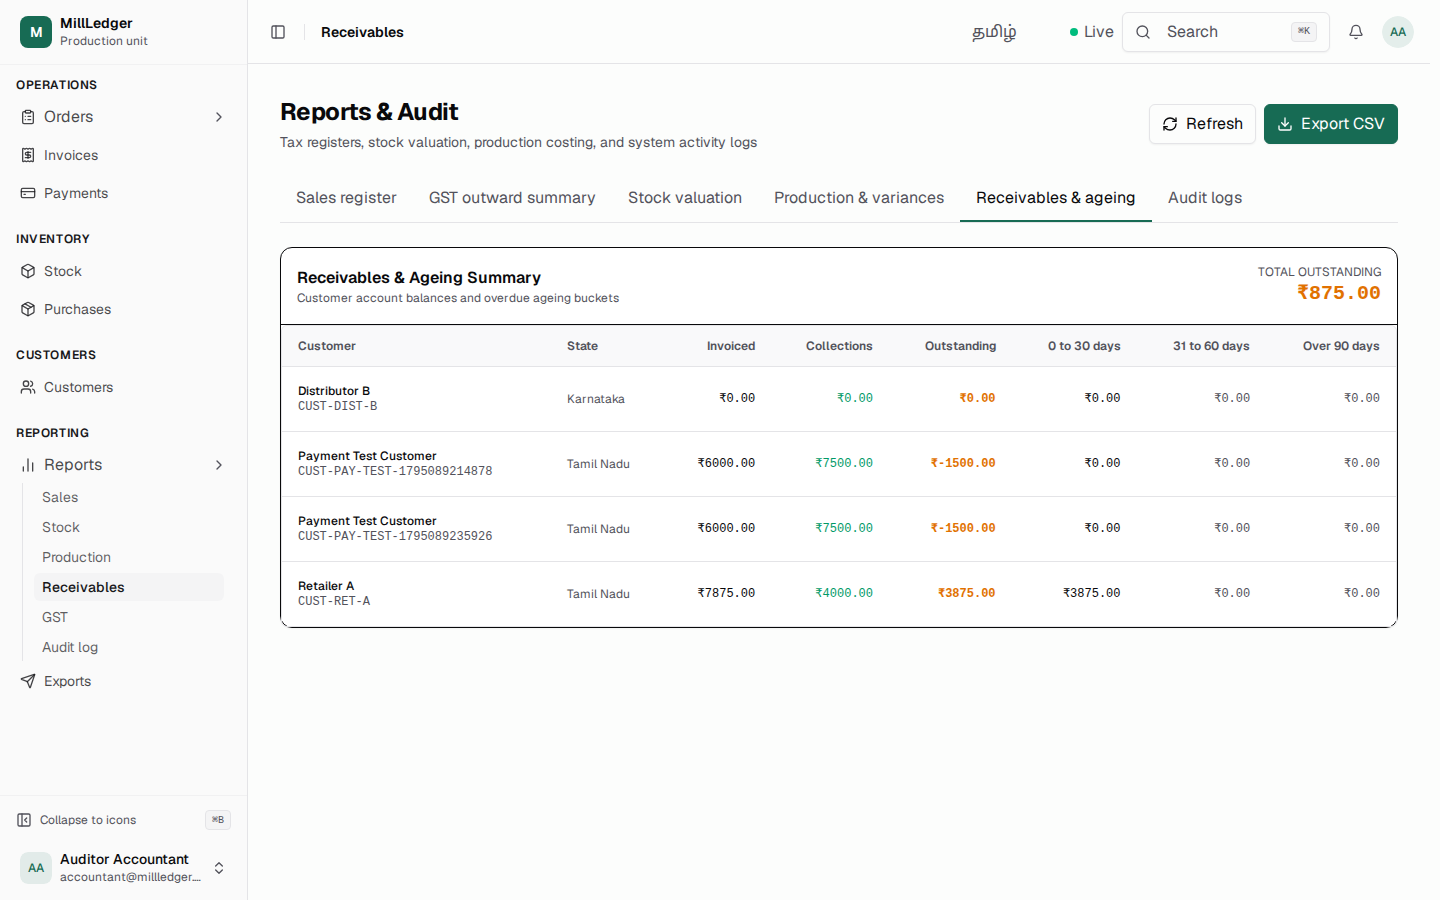 M
MillLedger
Production unit
OPERATIONS
Orders
Invoices
Payments
INVENTORY
Stock
Purchases
CUSTOMERS
Customers
REPORTING
Reports
Sales
Stock
Production
Receivables
GST
Audit log
Exports
Collapse to icons ⌘B
AA
Auditor Accountant
accountant@millledger....
Receivables
தமிழ்
Live
Search ⌘K
AA
Reports & Audit
Tax registers, stock valuation, production costing, and system activity logs
Refresh
Export CSV
Sales register GST outward summary Stock valuation Production & variances Receivables & ageing Audit logs
Receivables & Ageing Summary
Customer account balances and overdue ageing buckets
TOTAL OUTSTANDING
₹875.00
Customer State Invoiced Collections Outstanding 0 to 30 days 31 to 60 days Over 90 days
Distributor B
CUST-DIST-B
Karnataka ₹0.00 ₹0.00 ₹0.00 ₹0.00 ₹0.00 ₹0.00
Payment Test Customer
CUST-PAY-TEST-1795089214878
Tamil Nadu ₹6000.00 ₹7500.00 ₹-1500.00 ₹0.00 ₹0.00 ₹0.00
Payment Test Customer
CUST-PAY-TEST-1795089235926
Tamil Nadu ₹6000.00 ₹7500.00 ₹-1500.00 ₹0.00 ₹0.00 ₹0.00
Retailer A
CUST-RET-A
Tamil Nadu ₹7875.00 ₹4000.00 ₹3875.00 ₹3875.00 ₹0.00 ₹0.00